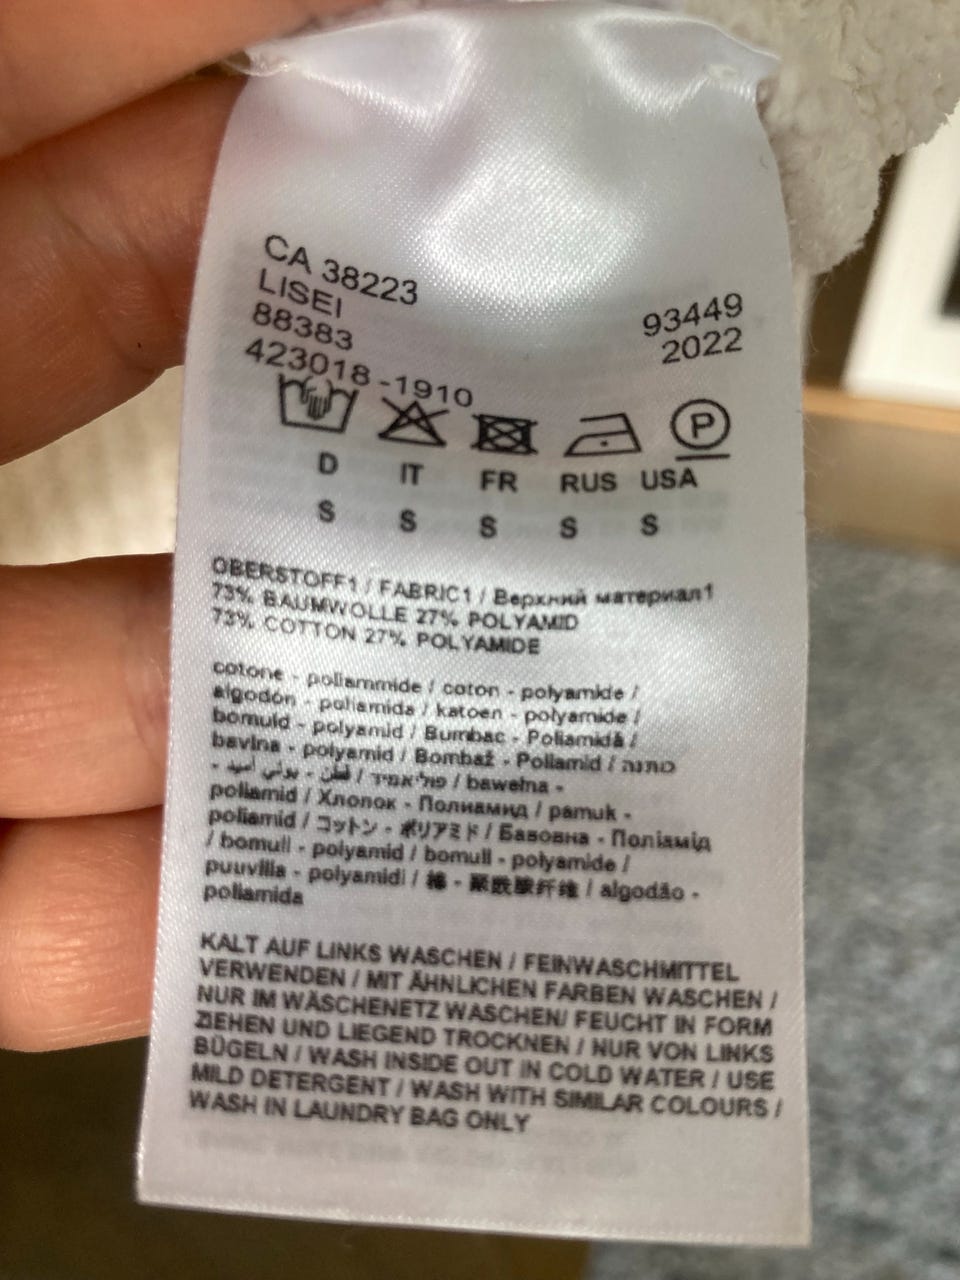 CA 38223
LISEI
88383
423018-1910
93449
2022
P
D IT FR RUS USA
S S S S S
OBERSTOFF1 / FABRIC1 / Верхний материал1
73% BAUMWOLLE 27% POLYAMID
73% COTTON 27% POLYAMIDE
cotone - poliammide / coton - polyamide /
algodón - poliamida / katoen - polyamide /
bomuld - polyamid / Bumbac - Poliamidă /
bavlna - polyamid / Bombaž - Poliamid / כותנה
- قطن - بولي أميد / פוליאמיד / bawełna -
poliamid / Хлопок - Полиамид / pamuk -
poliamid / コットン - ポリアミド / Бавовна - Поліамід
/ bomull - polyamid / bomull - polyamide /
puuvilla - polyamidi / 棉 - 聚酰胺纤维 / algodão -
poliamida
KALT AUF LINKS WASCHEN / FEINWASCHMITTEL
VERWENDEN / MIT ÄHNLICHEN FARBEN WASCHEN /
NUR IM WÄSCHENETZ WASCHEN/ FEUCHT IN FORM
ZIEHEN UND LIEGEND TROCKNEN / NUR VON LINKS
BÜGELN / WASH INSIDE OUT IN COLD WATER / USE
MILD DETERGENT / WASH WITH SIMILAR COLOURS /
WASH IN LAUNDRY BAG ONLY